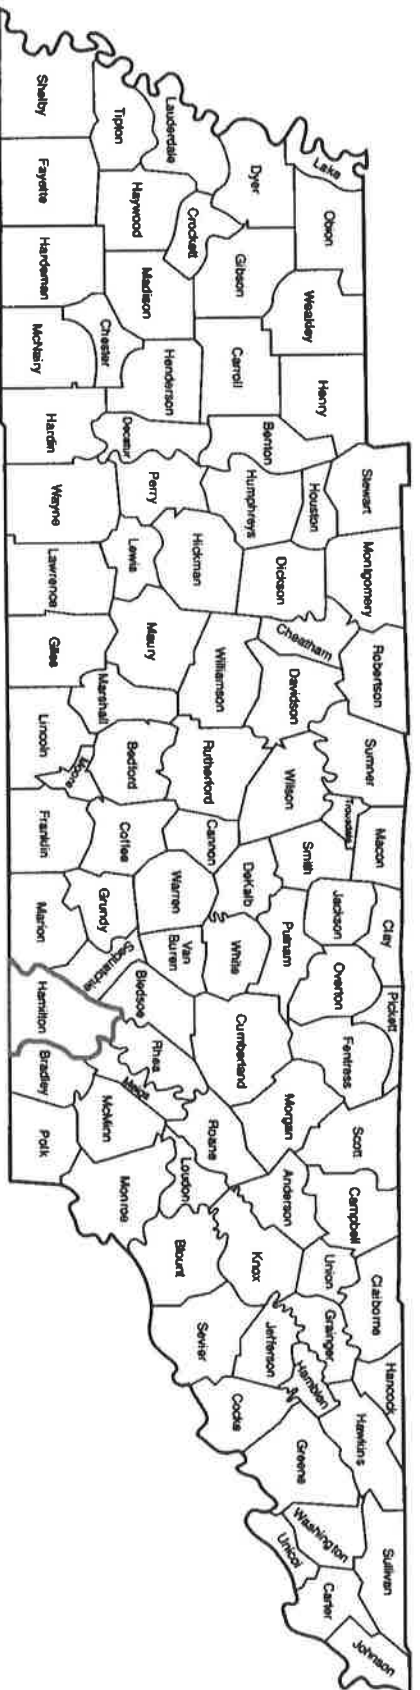 Lake
Obion
Weakley
Henry
Stewart
Montgomery
Robertson
Sumner
Trousdale
Macon
Clay
Pickett
Scott
Campbell
Claiborne
Hancock
Hawkins
Sullivan
Johnson
Carter
Washington
Unicoi
Greene
Dyer
Gibson
Carroll
Benton
Houston
Humphreys
Dickson
Cheatham
Davidson
Wilson
Smith
Jackson
Putnam
Overton
Fentress
Morgan
Anderson
Union
Grainger
Hamblen
Jefferson
Cocke
Lauderdale
Crockett
Haywood
Madison
Henderson
Decatur
Perry
Hickman
Williamson
Rutherford
Cannon
DeKalb
White
Van
Buren
Warren
Cumberland
Roane
Loudon
Knox
Blount
Sevier
Tipton
Chester
Lewis
Maury
Marshall
Bedford
Coffee
Grundy
Sequatchie
Bledsoe
Rhea
Meigs
McMinn
Monroe
Shelby
Fayette
Hardeman
McNairy
Hardin
Wayne
Lawrence
Giles
Lincoln
Moore
Franklin
Marion
Hamilton
Bradley
Polk